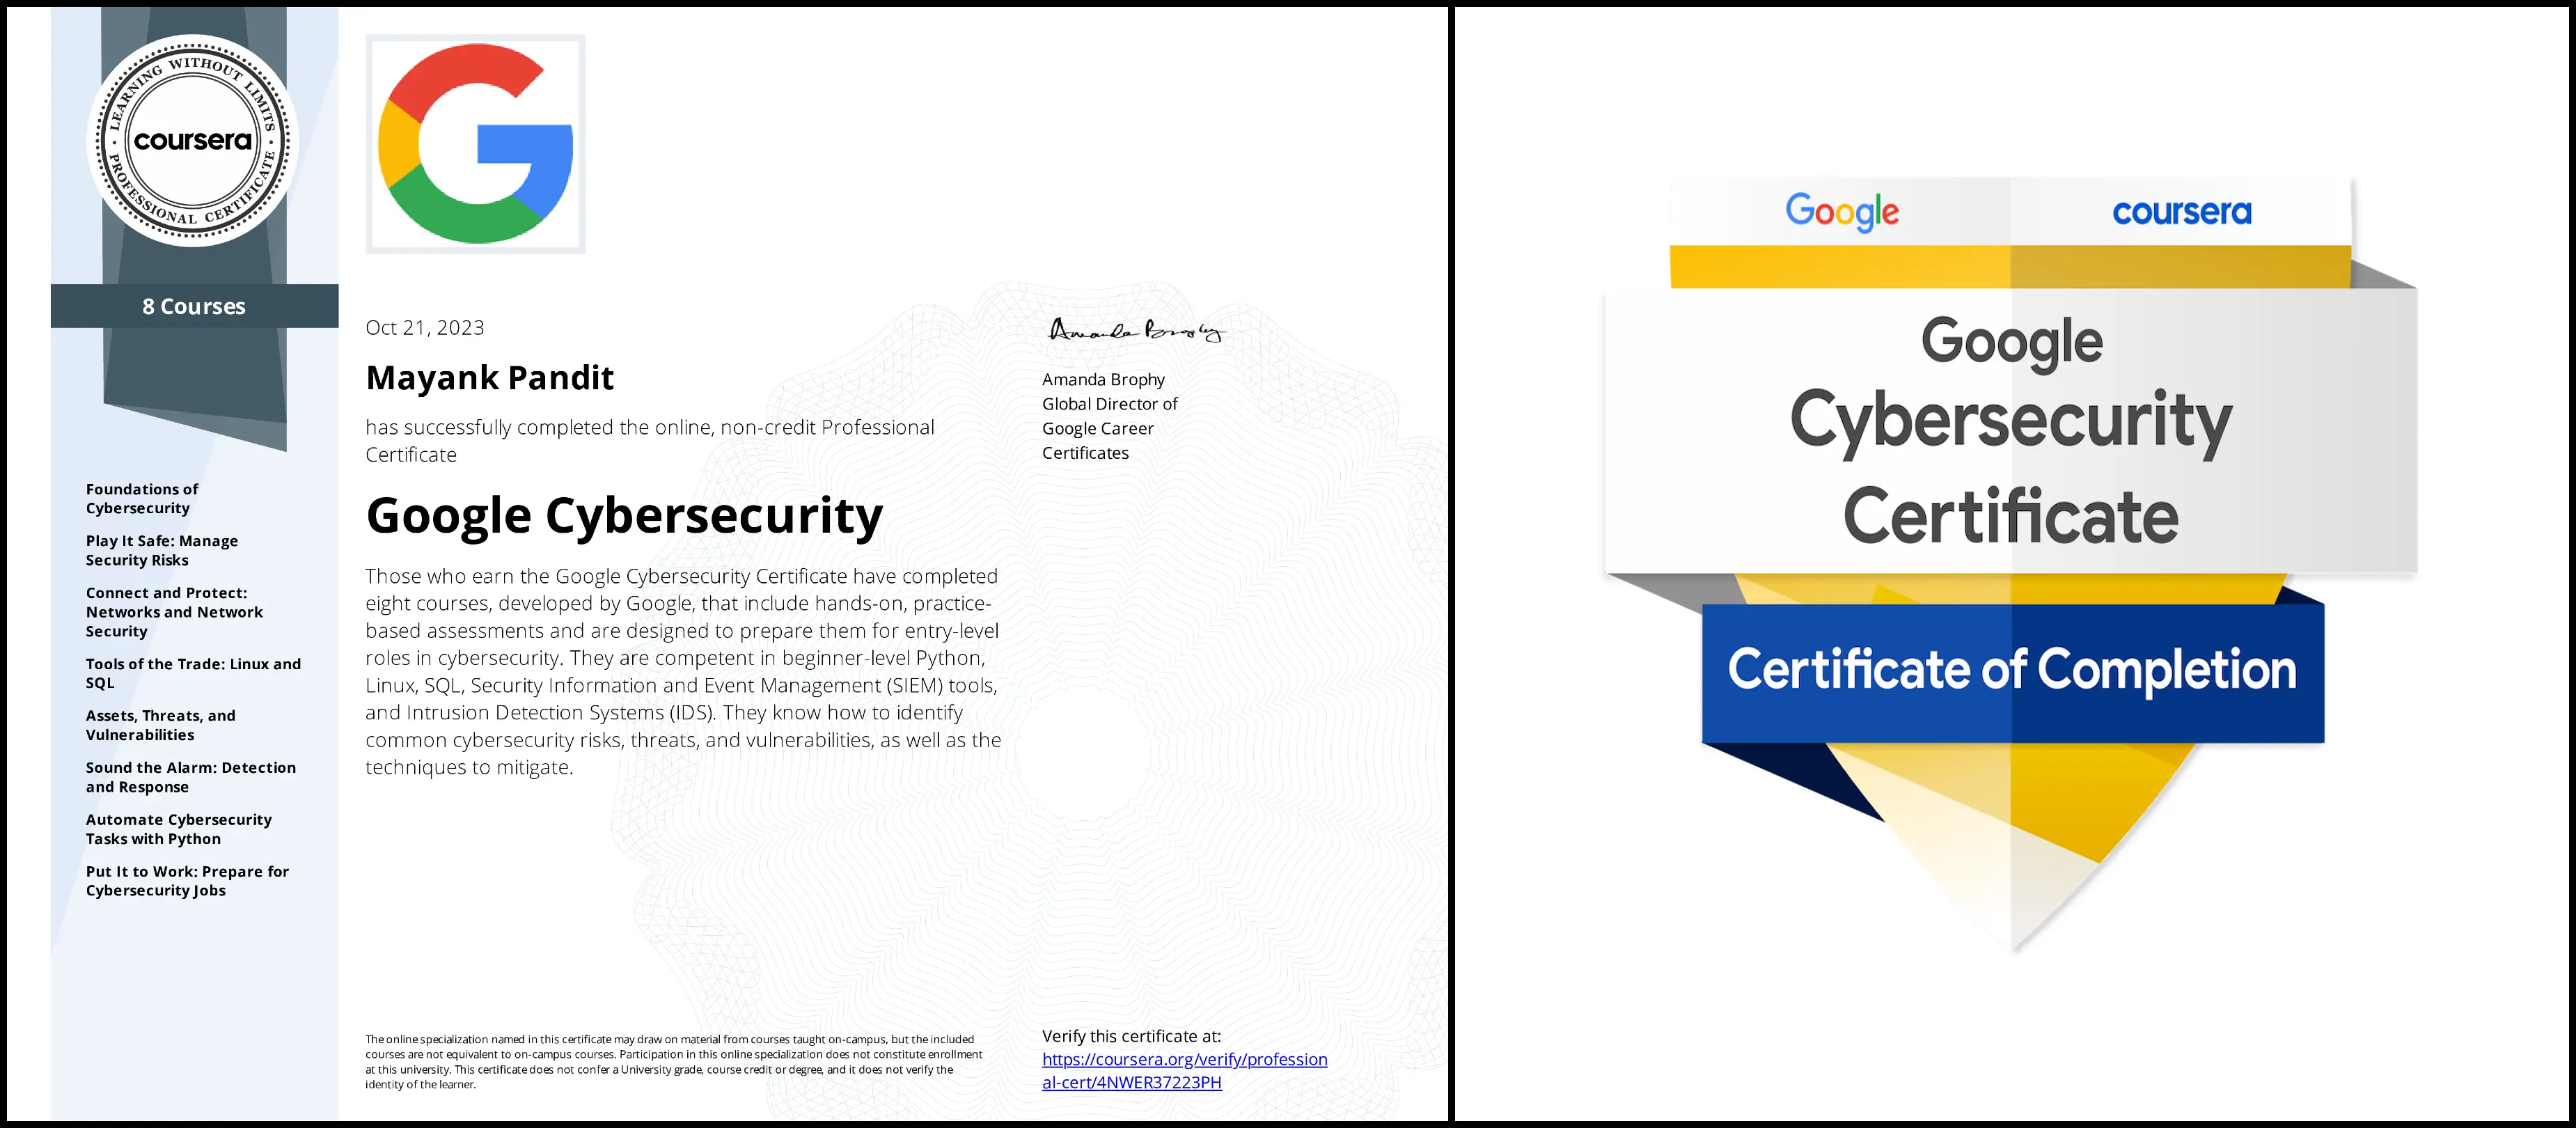 LEARNING WITHOUT LIMITS
coursera
PROFESSIONAL CERTIFICATE
8 Courses
Foundations of
Cybersecurity
Play It Safe: Manage
Security Risks
Connect and Protect:
Networks and Network
Security
Tools of the Trade: Linux and
SQL
Assets, Threats, and
Vulnerabilities
Sound the Alarm: Detection
and Response
Automate Cybersecurity
Tasks with Python
Put It to Work: Prepare for
Cybersecurity Jobs
G
Oct 21, 2023
Mayank Pandit
has successfully completed the online, non-credit Professional
Certificate
Google Cybersecurity
Those who earn the Google Cybersecurity Certificate have completed
eight courses, developed by Google, that include hands-on, practice-
based assessments and are designed to prepare them for entry-level
roles in cybersecurity. They are competent in beginner-level Python,
Linux, SQL, Security Information and Event Management (SIEM) tools,
and Intrusion Detection Systems (IDS). They know how to identify
common cybersecurity risks, threats, and vulnerabilities, as well as the
techniques to mitigate.
The online specialization named in this certificate may draw on material from courses taught on-campus, but the included
courses are not equivalent to on-campus courses. Participation in this online specialization does not constitute enrollment
at this university. This certificate does not confer a University grade, course credit or degree, and it does not verify the
identity of the learner.
Amanda Brophy
Amanda Brophy
Global Director of
Google Career
Certificates
Verify this certificate at:
https://coursera.org/verify/profession
al-cert/4NWER37223PH
Google coursera
Google
Cybersecurity
Certificate
Certificate of Completion